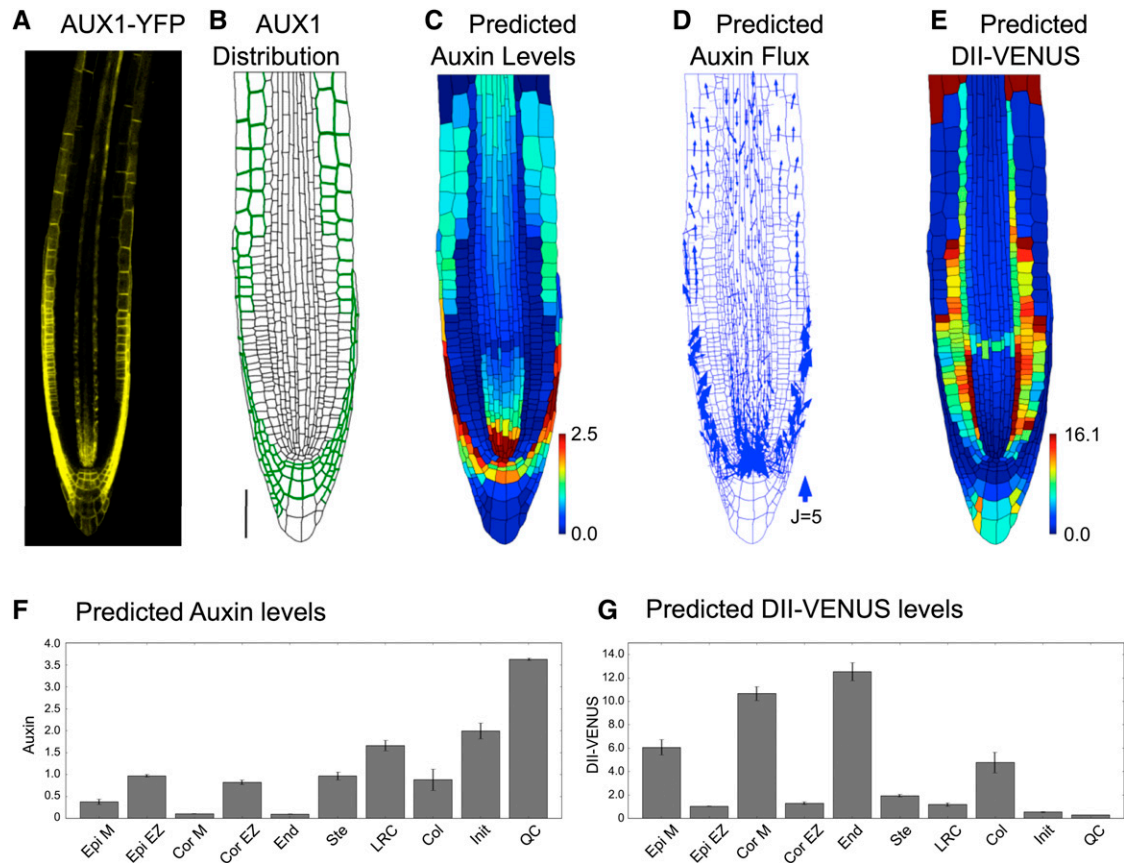 A AUX1-YFP
B AUX1
Distribution
C Predicted
Auxin Levels
D Predicted
Auxin Flux
E Predicted
DII-VENUS
2.5
0.0
J=5
16.1
0.0
F Predicted Auxin levels
4.0
3.5
3.0
2.5
2.0
1.5
1.0
0.5
0
Auxin
Epi M
Epi EZ
Cor M
Cor EZ
End
Ste
LRC
Col
Init
QC
G Predicted DII-VENUS levels
14.0
12.0
10.0
8.0
6.0
4.0
2.0
0
DII-VENUS
Epi M
Epi EZ
Cor M
Cor EZ
End
Ste
LRC
Col
Init
QC